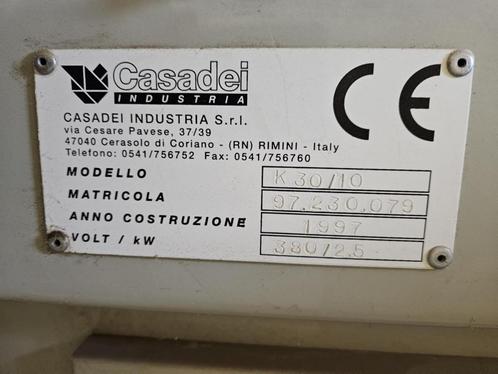 Casadei
INDUSTRIA
CE
CASADEI INDUSTRIA S.r.l.
via Cesare Pavese, 37/39
47040 Cerasolo di Coriano - (RN) RIMINI - Italy
Telefono: 0541/756752 Fax: 0541/756760
MODELLO K 30/10
MATRICOLA 97.230.079
ANNO COSTRUZIONE 1997
VOLT / kW 380/2.5